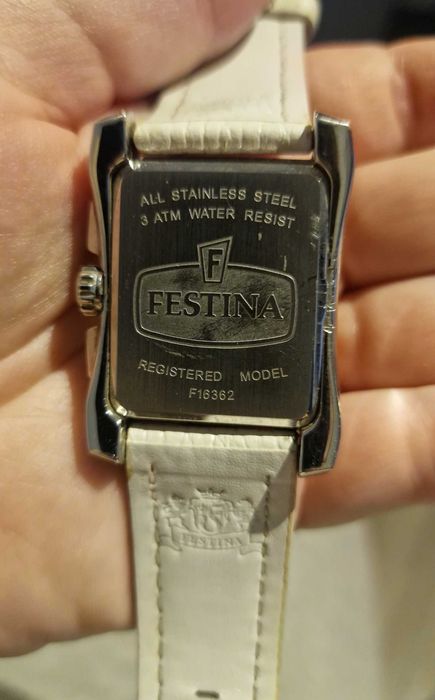 ALL STAINLESS STEEL
3 ATM WATER RESIST
F
FESTINA
REGISTERED MODEL
F16362
FESTINA